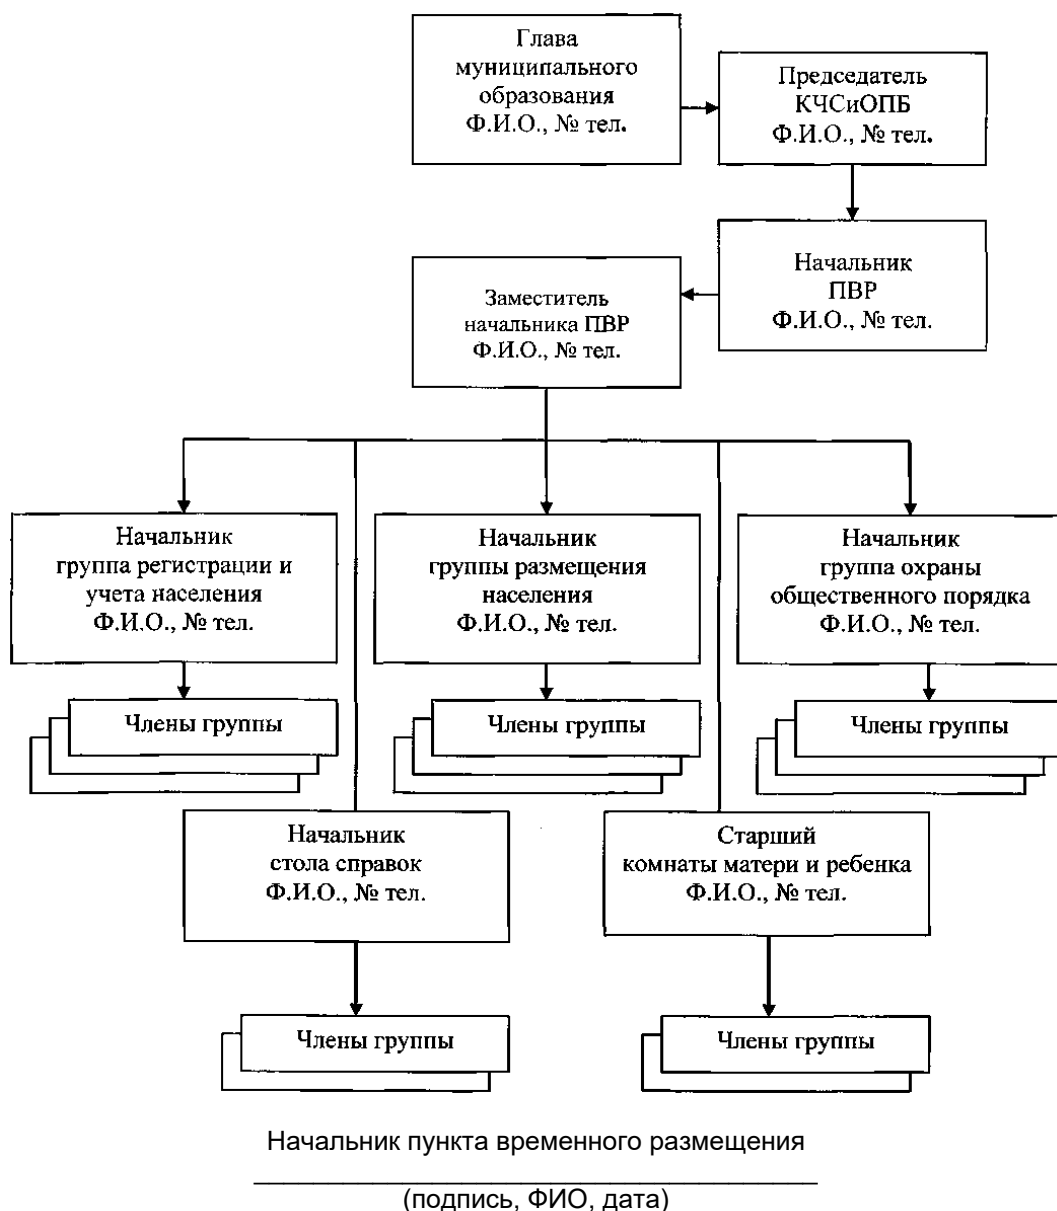 Глава
муниципального
образования
Ф.И.О., № тел.
Председатель
КЧСиОПБ
Ф.И.О., № тел.
Начальник
ПВР
Ф.И.О., № тел.
Заместитель
начальника ПВР
Ф.И.О., № тел.
Начальник
группа регистрации и
учета населения
Ф.И.О., № тел.
Начальник
группы размещения
населения
Ф.И.О., № тел.
Начальник
группа охраны
общественного порядка
Ф.И.О., № тел.
Члены группы
Члены группы
Члены группы
Начальник
стола справок
Ф.И.О., № тел.
Старший
комнаты матери и ребенка
Ф.И.О., № тел.
Члены группы
Члены группы
Начальник пункта временного размещения
(подпись, ФИО, дата)